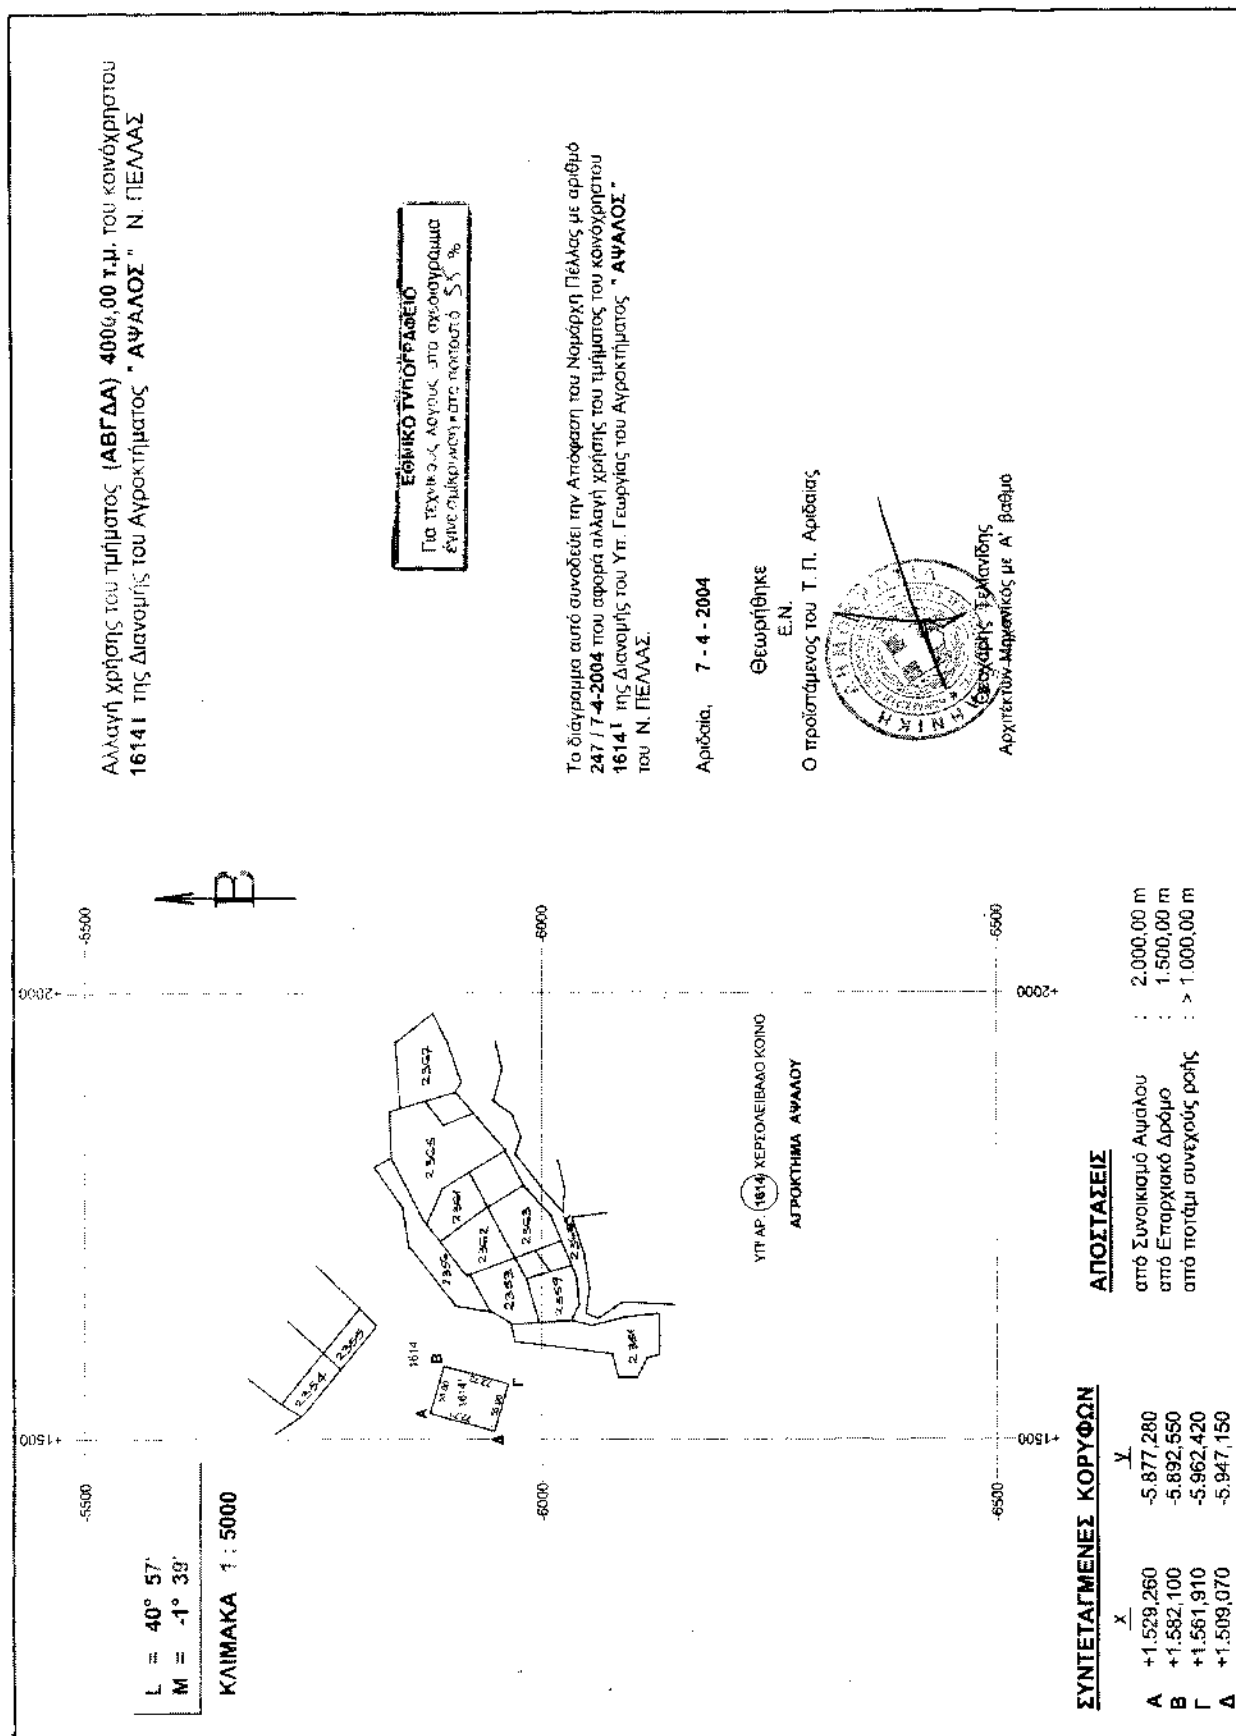 L = 40° 57'
M = -1° 39'
ΚΛΙΜΑΚΑ 1 : 5000
Αλλαγή χρήσης του τμήματος (ΑΒΓΔΑ) 4000,00 τ.μ. του κοινόχρηστου
1614 Ι της Διανομής του Αγροκτήματος " ΑΨΑΛΟΣ " Ν. ΠΕΛΛΑΣ
ΕΘΝΙΚΟ ΤΥΠΟΓΡΑΦΕΙΟ
Για τεχνικούς λόγους στο σχεδιάγραμμα
έγινε σμίκρυνση κατά ποσοστό 55 %
Το διάγραμμα αυτό συνοδεύει την Απόφαση του Νομάρχη Πέλλας με αριθμό
247 / 7-4-2004 που αφορά αλλαγή χρήσης του τμήματος του κοινόχρηστου
1614 Ι της Διανομής του Υπ. Γεωργίας του Αγροκτήματος " ΑΨΑΛΟΣ "
του Ν. ΠΕΛΛΑΣ.
Αριδαία, 7 - 4 - 2004
Θεωρήθηκε
Ε.Ν.
Ο προϊστάμενος του Τ. Π. Αριδαίας
Θεοχάρης
Αρχιτέκτων Μηχανικός με Α' βαθμό
Β
+1500
+2000
-5500
-5500
-6000
-6000
-6500
-6500
+1500
+2000
2354
2355
1614
Α
Β
Γ
Δ
1614'
2356
2361
2365
2367
2362
2363
2353
2359
ΥΠ' ΑΡ. 1614 ΧΕΡΣΟΛΕΙΒΑΔΟ ΚΟΙΝΟ
ΑΓΡΟΚΤΗΜΑ ΑΨΑΛΟΥ
ΣΥΝΤΕΤΑΓΜΕΝΕΣ ΚΟΡΥΦΩΝ
x y
Α +1.529,260 -5.877,280
Β +1.582,100 -5.892,550
Γ +1.561,910 -5.962,420
Δ +1.509,070 -5.947,150
ΑΠΟΣΤΑΣΕΙΣ
από Συνοικισμό Αψάλου : 2.000,00 m
από Επαρχιακό Δρόμο : 1.500,00 m
από ποτάμι συνεχούς ροής : > 1.000,00 m